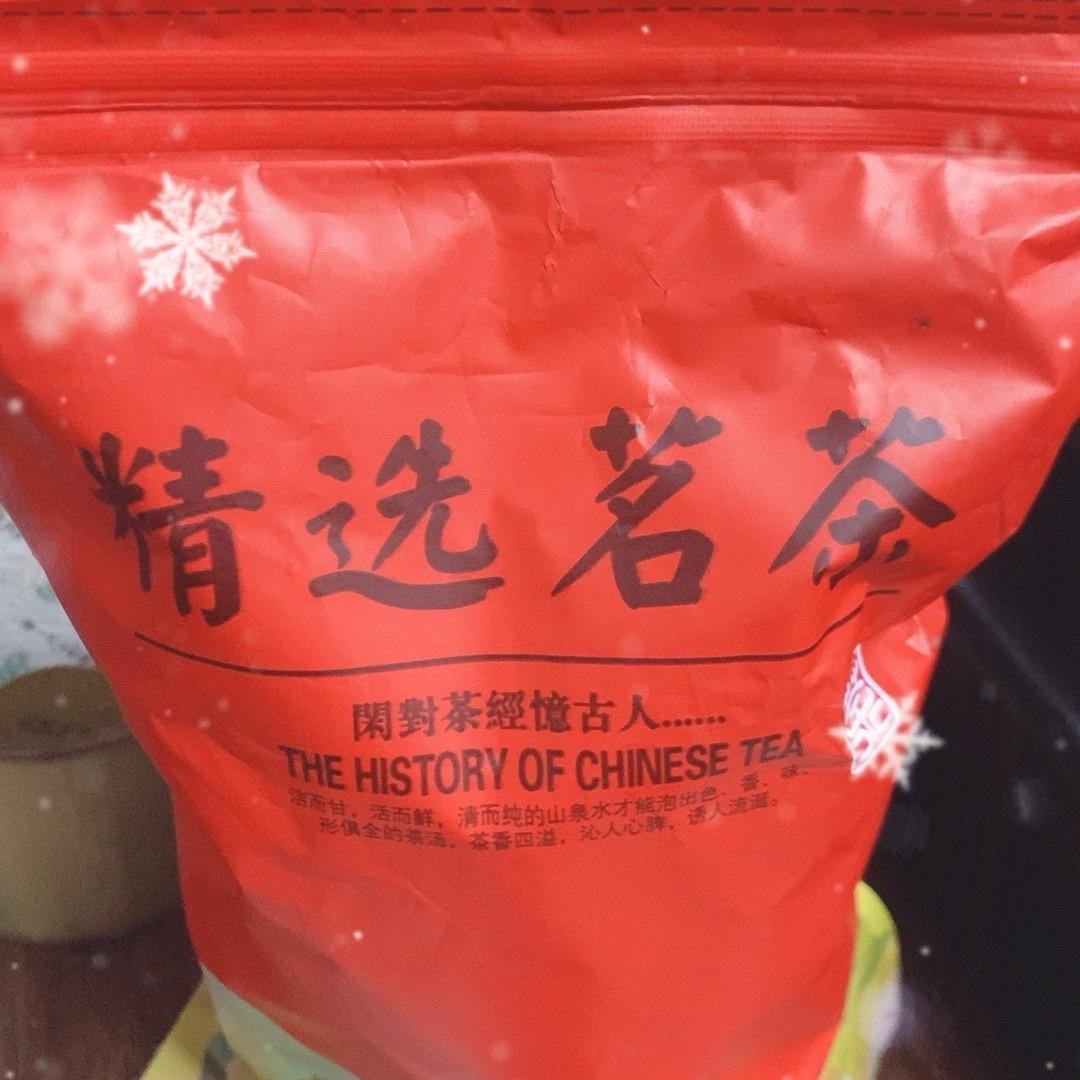 精选茗茶
閑對茶經憶古人......
THE HISTORY OF CHINESE TEA
洁而甘，活而鲜，清而纯的山泉水才能泡出色、香、味、
形俱全的茶汤，茶香四溢，沁人心脾，诱人流涎。